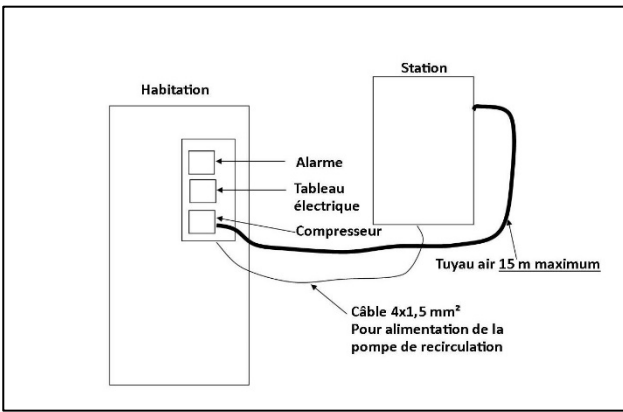 Station
Habitation
Alarme
Tableau
électrique
Compresseur
Tuyau air 15 m maximum
Câble 4x1,5 mm²
Pour alimentation de la
pompe de recirculation